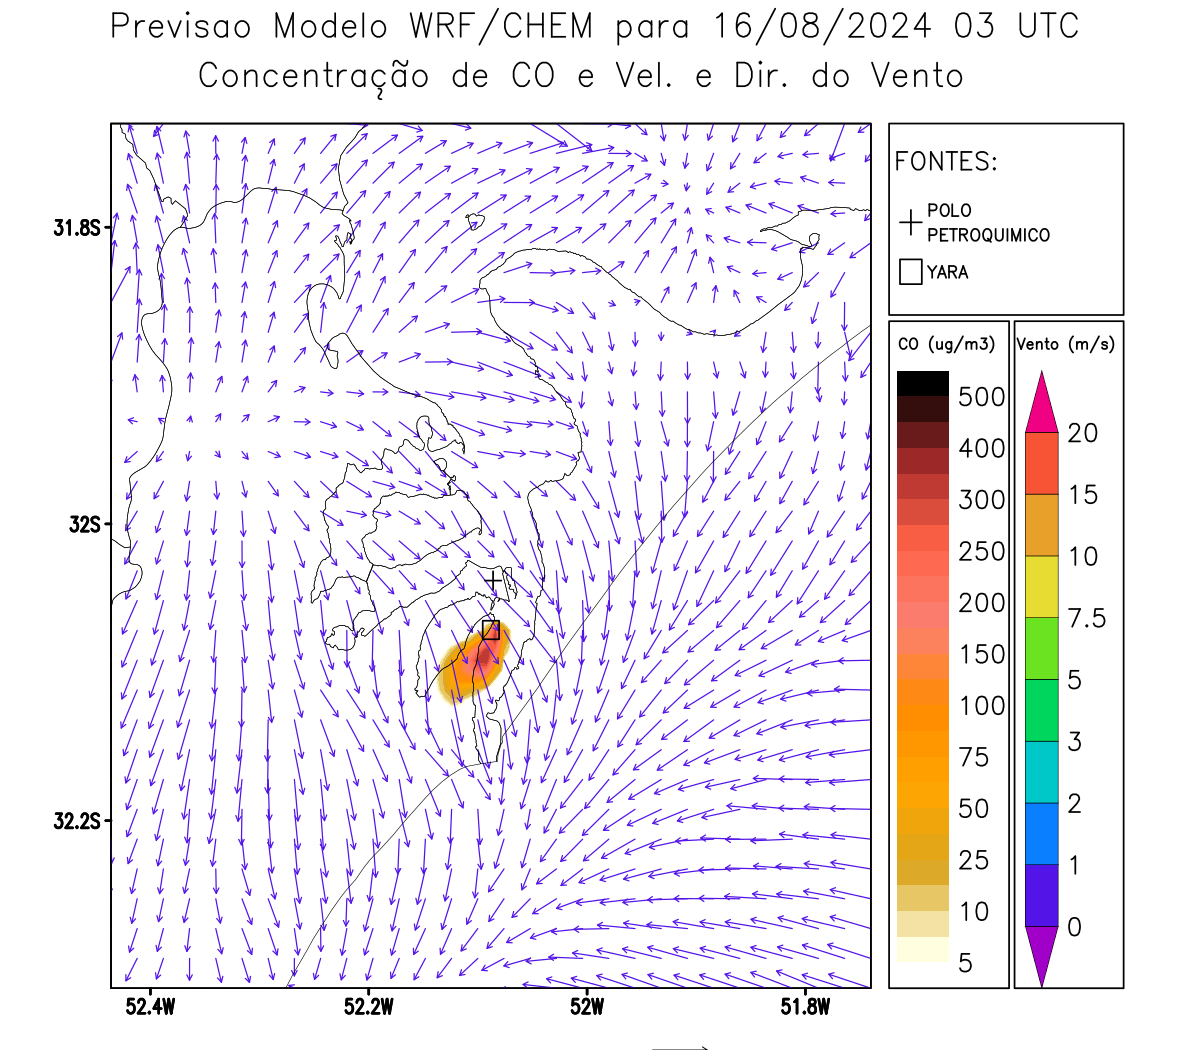 Previsao Modelo WRF/CHEM para 16/08/2024 03 UTC
Concentração de CO e Vel. e Dir. do Vento
FONTES:
POLO
PETROQUIMICO
YARA
CO (ug/m3)
500
400
300
250
200
150
100
75
50
25
10
5
Vento (m/s)
20
15
10
7.5
5
3
2
1
0
31.8S
32S
32.2S
52.4W
52.2W
52W
51.8W